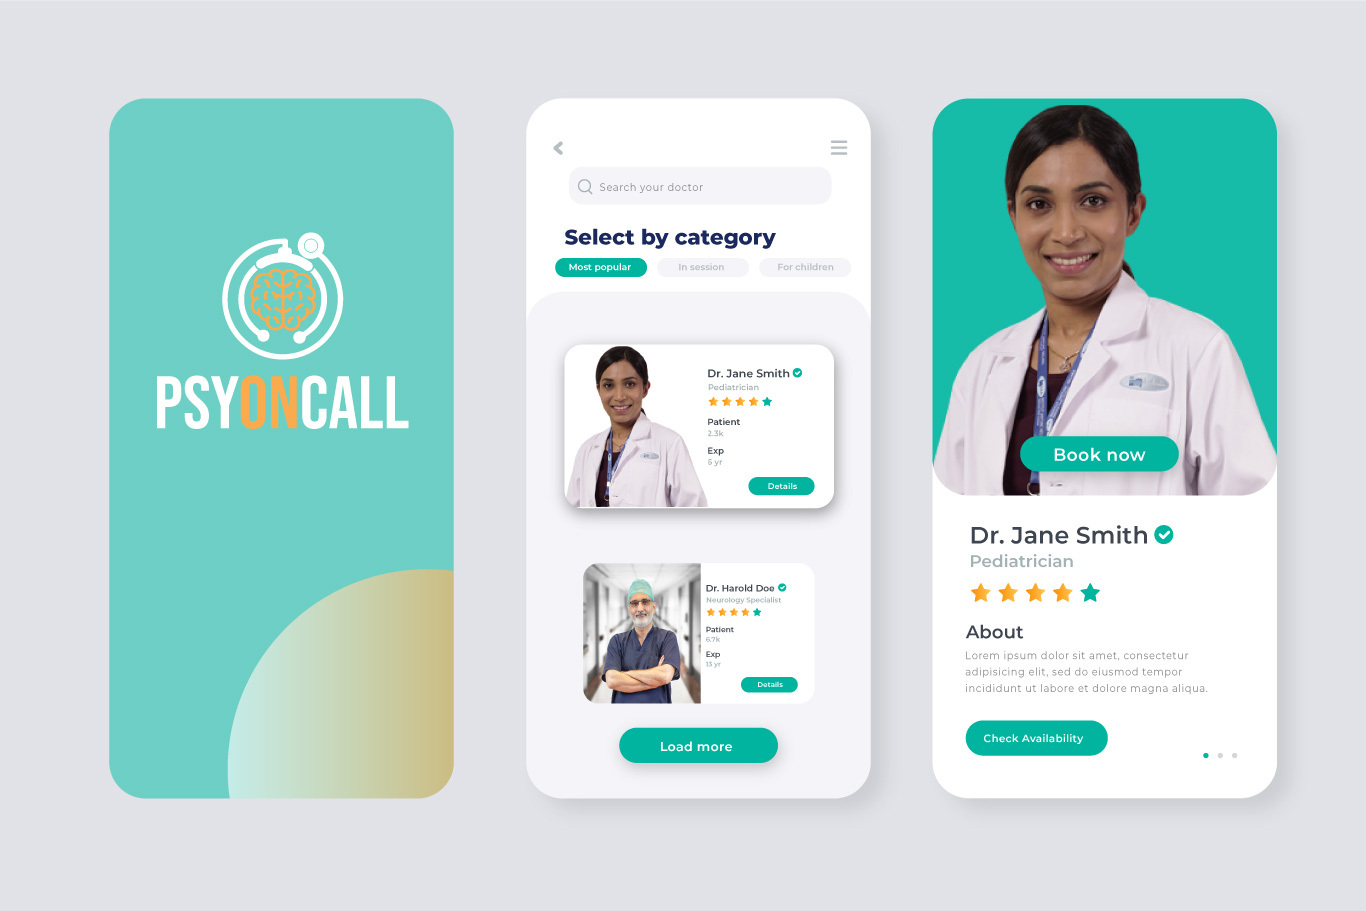 PSYONCALL
Search your doctor
Select by category
Most popular
In session
For children
Dr. Jane Smith
Pediatrician
Patient
2.3k
Exp
5 yr
Details
Dr. Harold Doe
Neurology Specialist
Patient
6.7k
Exp
13 yr
Details
Load more
Book now
Dr. Jane Smith
Pediatrician
About
Lorem ipsum dolor sit amet, consectetur
adipisicing elit, sed do eiusmod tempor
incididunt ut labore et dolore magna aliqua.
Check Availability